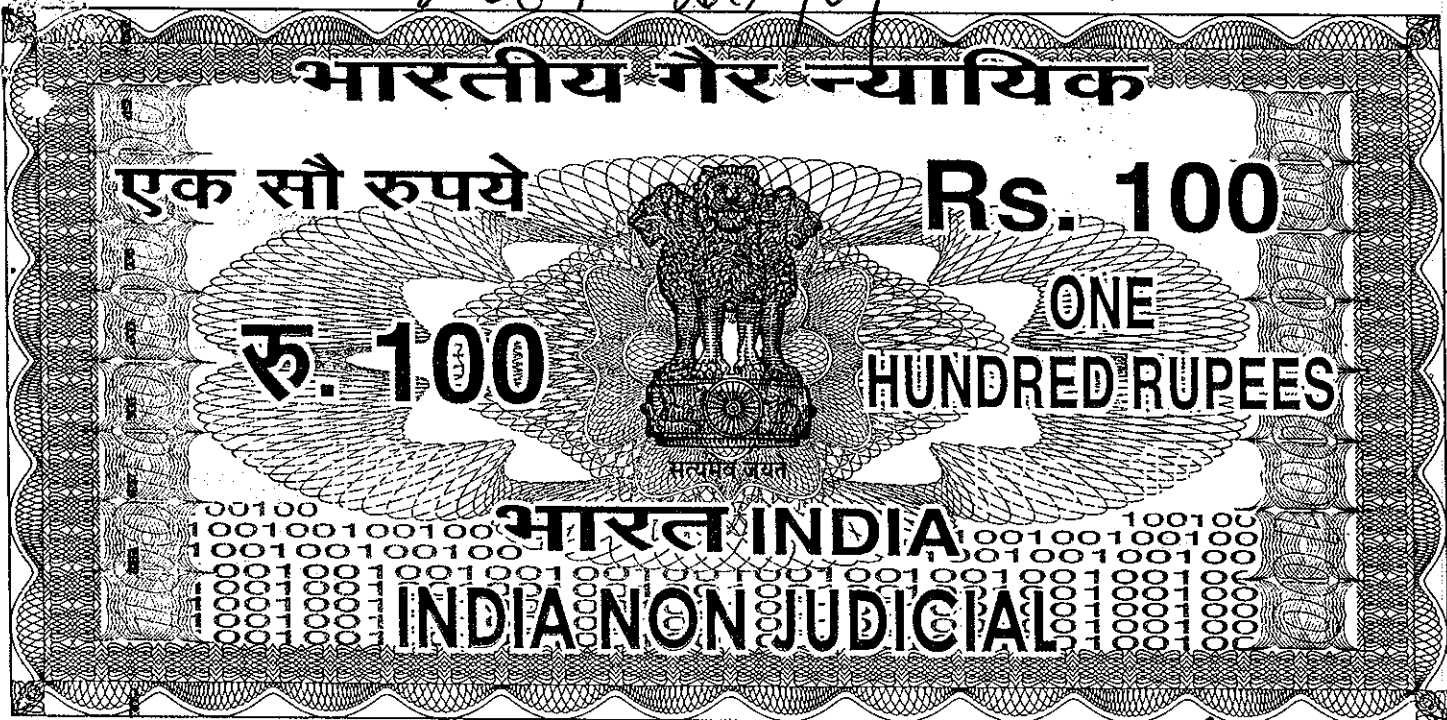 भारतीय गैर न्यायिक
एक सौ रुपये
Rs. 100
रु. 100
ONE
HUNDRED RUPEES
सत्यमेव जयते
भारत INDIA
INDIA NON JUDICIAL